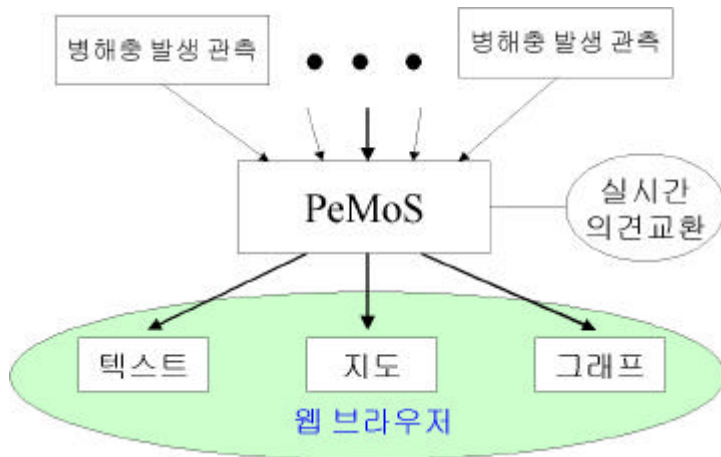 병해충 발생 관측
병해충 발생 관측
PeMoS
실시간
의견교환
텍스트
지도
그래프
웹 브라우저